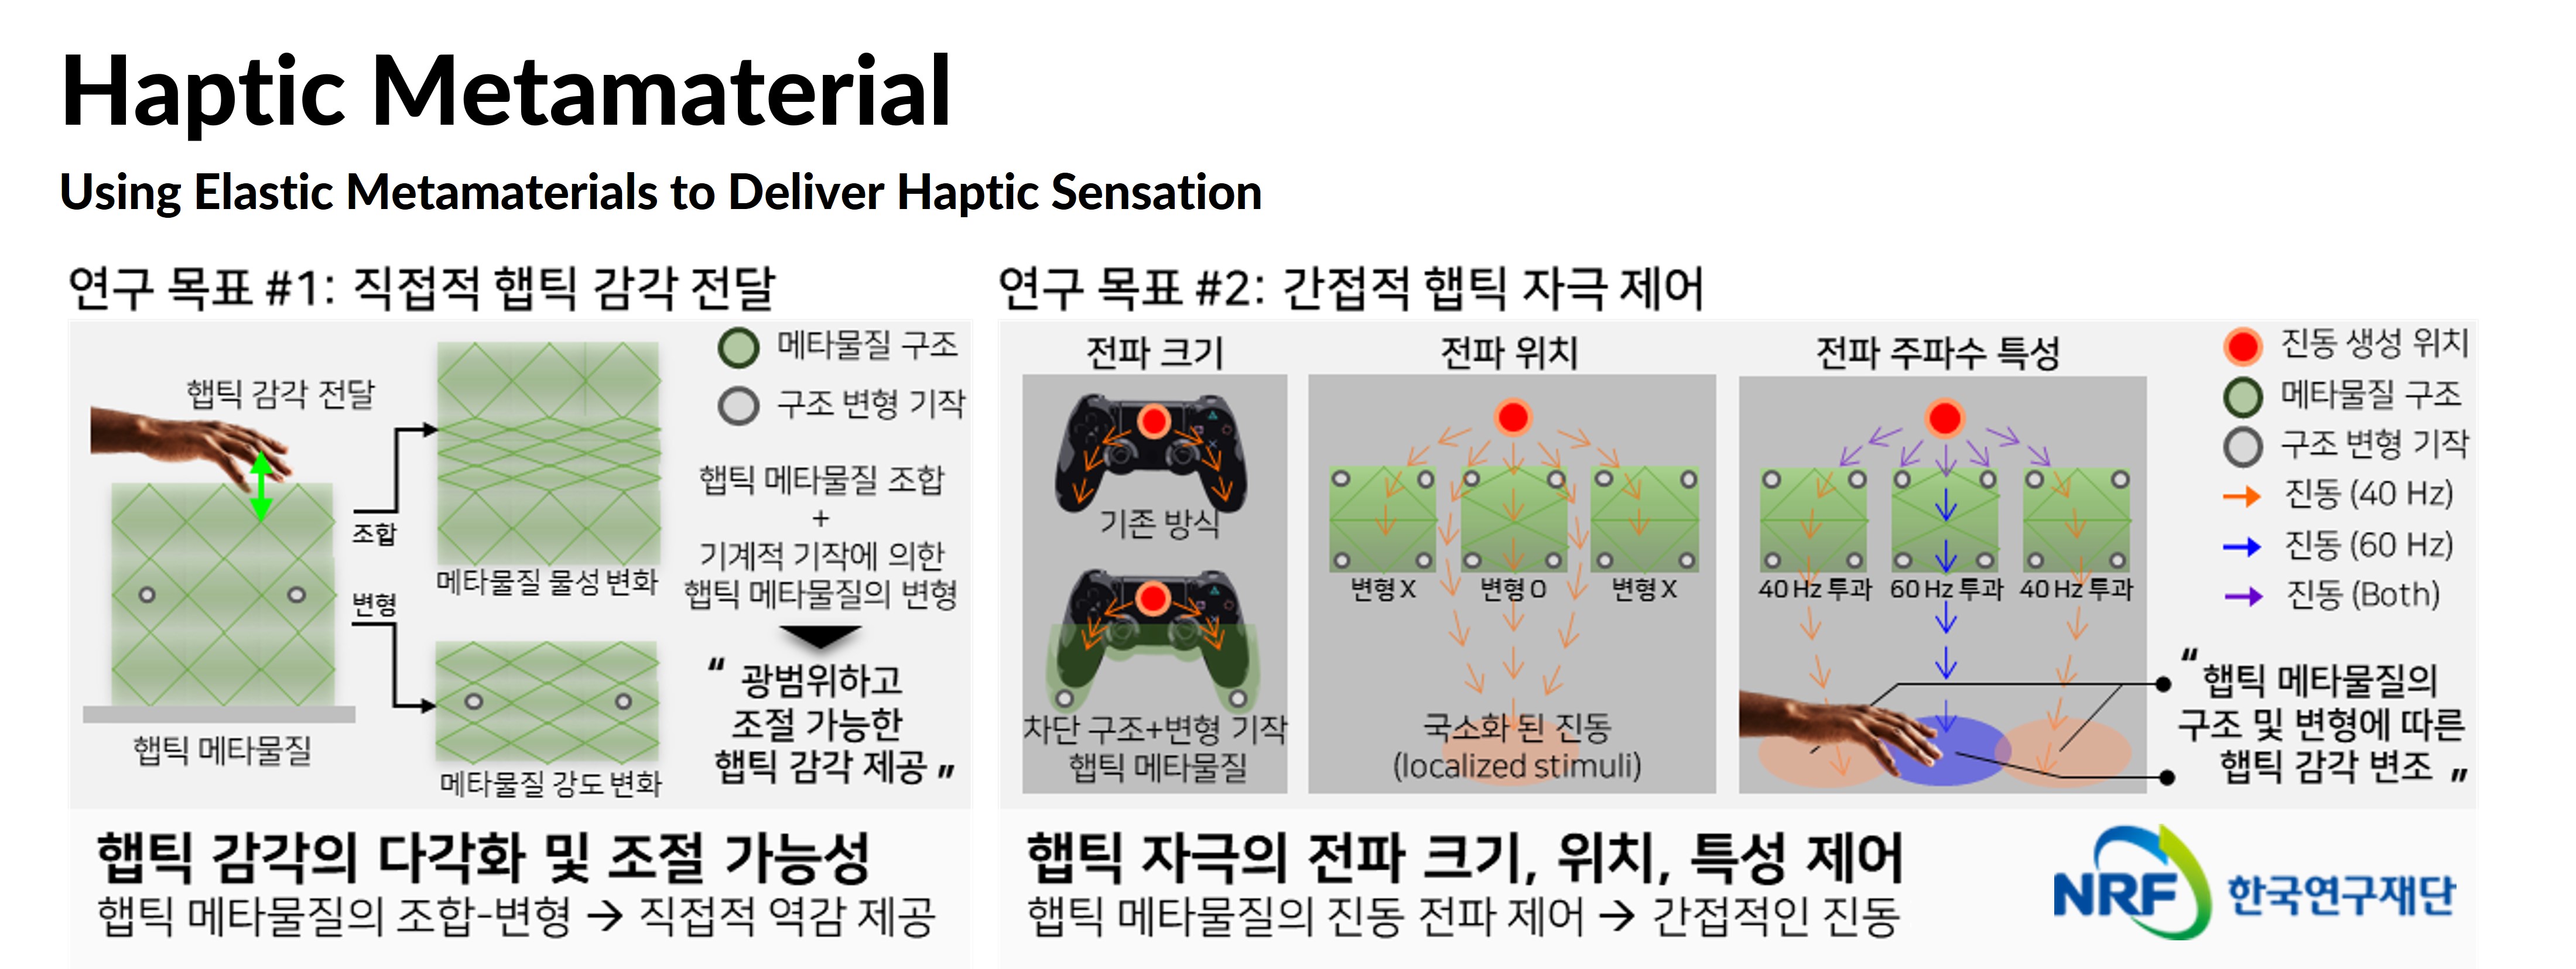 Haptic Metamaterial
Using Elastic Metamaterials to Deliver Haptic Sensation
연구 목표 #1: 직접적 햅틱 감각 전달
햅틱 감각 전달
햅틱 메타물질
조합
변형
메타물질 물성 변화
메타물질 강도 변화
메타물질 구조
구조 변형 기작
햅틱 메타물질 조합
+
기계적 기작에 의한
햅틱 메타물질의 변형
“ 광범위하고
조절 가능한
햅틱 감각 제공 „
햅틱 감각의 다각화 및 조절 가능성
햅틱 메타물질의 조합-변형 → 직접적 역감 제공
연구 목표 #2: 간접적 햅틱 자극 제어
전파 크기
기존 방식
차단 구조+변형 기작
햅틱 메타물질
전파 위치
변형 X
변형 O
변형 X
국소화 된 진동
(localized stimuli)
전파 주파수 특성
40 Hz 투과
60 Hz 투과
40 Hz 투과
진동 생성 위치
메타물질 구조
구조 변형 기작
진동 (40 Hz)
진동 (60 Hz)
진동 (Both)
“ 햅틱 메타물질의
구조 및 변형에 따른
햅틱 감각 변조 „
햅틱 자극의 전파 크기, 위치, 특성 제어
햅틱 메타물질의 진동 전파 제어 → 간접적인 진동
NRF 한국연구재단